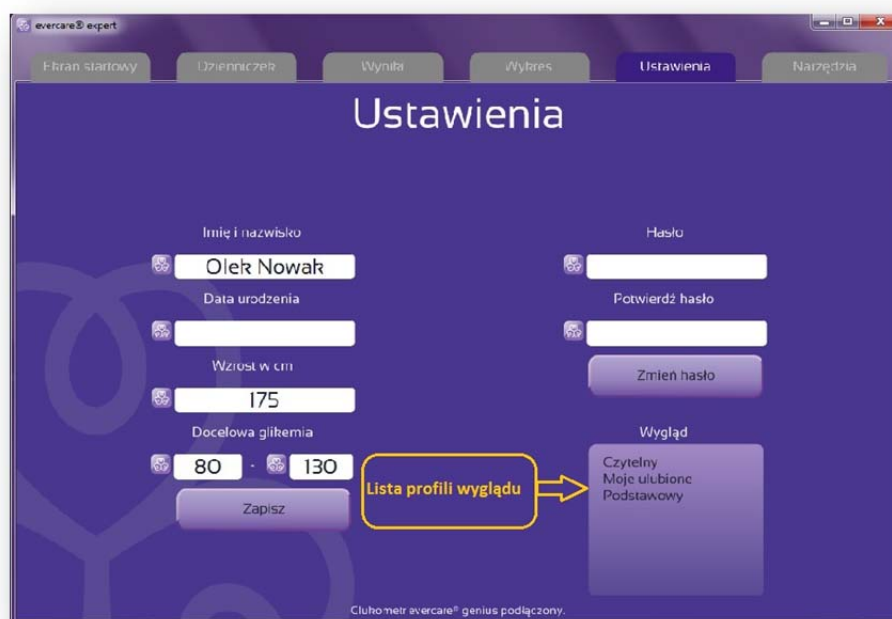 evercare® expert
Ekran startowy
Dzienniczek
Wyniki
Wykres
Ustawienia
Narzędzia
Ustawienia
Imię i nazwisko
Olek Nowak
Data urodzenia
Wzrost w cm
175
Docelowa glikemia
80 - 130
Zapisz
Hasło
Potwierdź hasło
Zmień hasło
Wygląd
Lista profili wyglądu
Czytelny
Moje ulubione
Podstawowy
Glukometr evercare® genius podłączony.